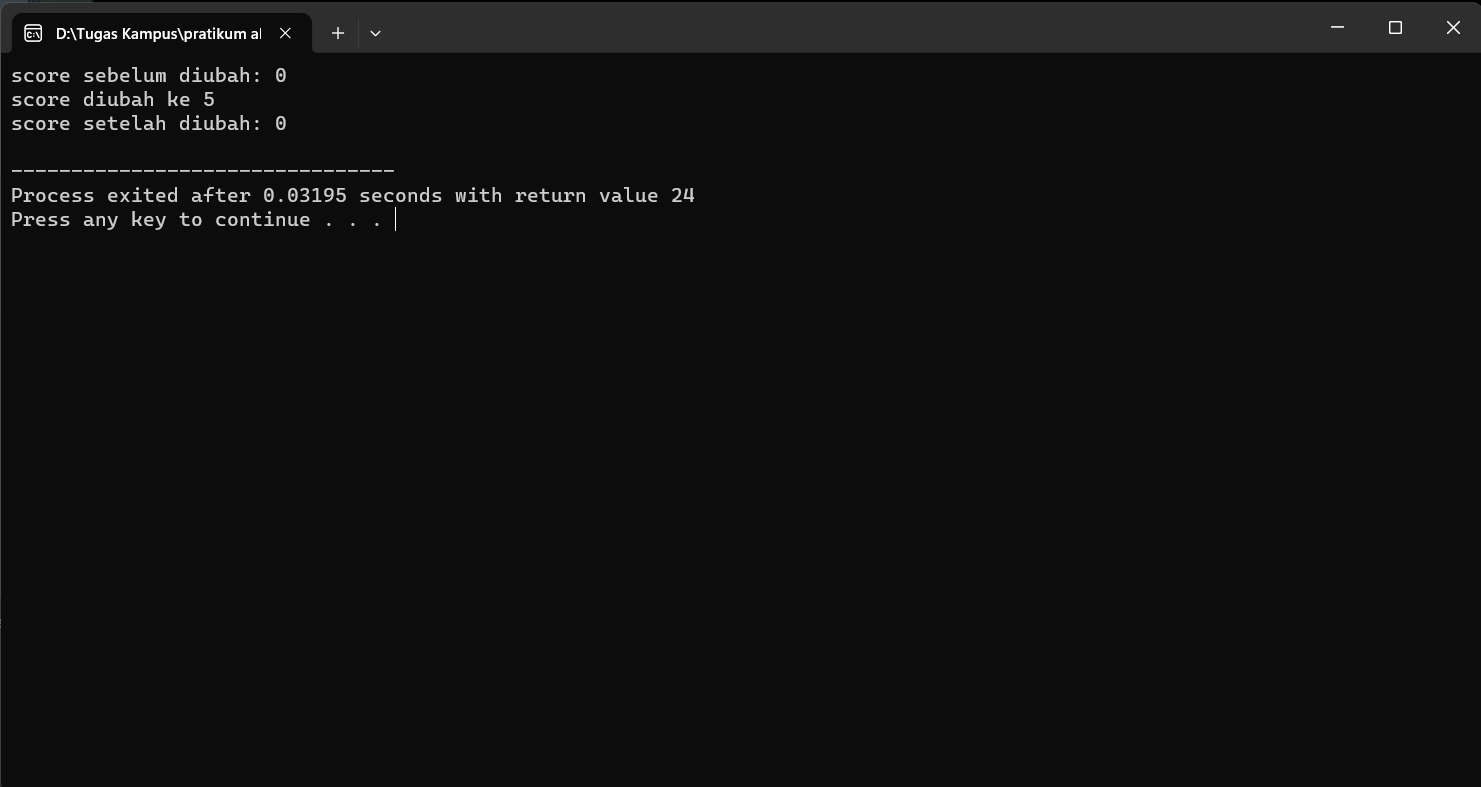 D:\Tugas Kampus\pratikum al
score sebelum diubah: 0
score diubah ke 5
score setelah diubah: 0
--------------------------------
Process exited after 0.03195 seconds with return value 24
Press any key to continue . . .